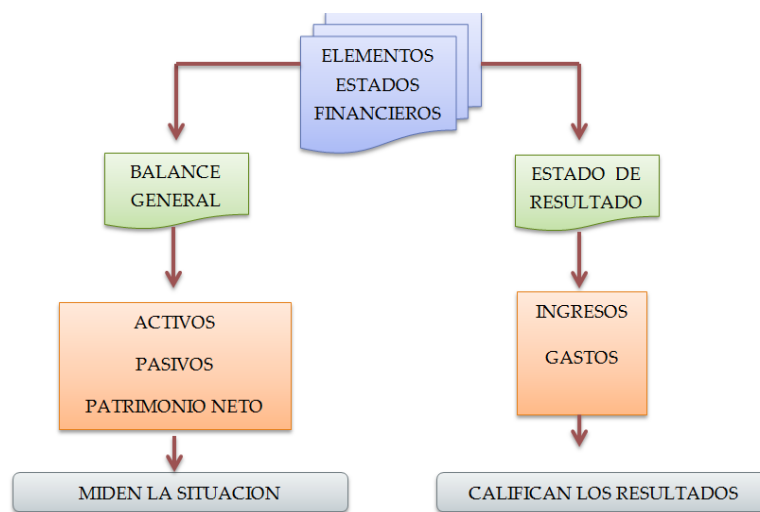 ELEMENTOS
ESTADOS
FINANCIEROS
BALANCE
GENERAL
ESTADO DE
RESULTADO
ACTIVOS
PASIVOS
PATRIMONIO NETO
INGRESOS
GASTOS
MIDEN LA SITUACION
CALIFICAN LOS RESULTADOS